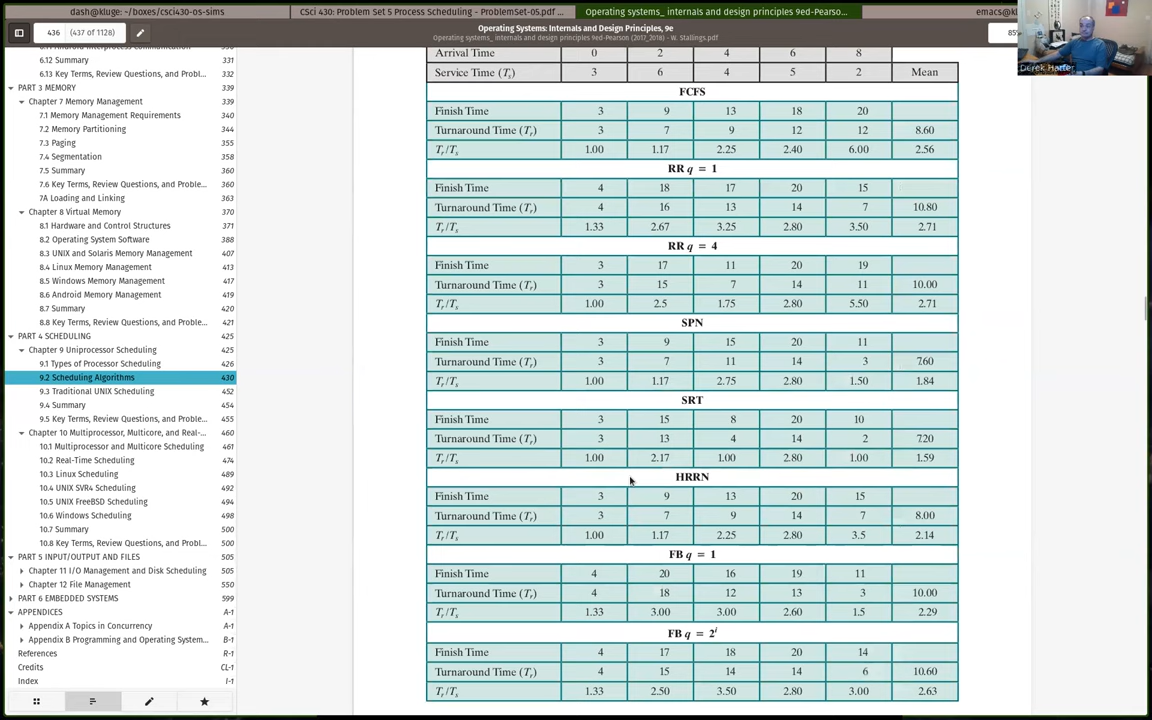 dash@kluge: ~/boxes/csci430-os-sims
CSci 430: Problem Set 5 Process Scheduling - ProblemSet-05.pdf ...
Operating systems_ internals and design principles 9ed-Pearso...
436 (437 of 1128)
Operating Systems: Internals and Design Principles, 9e
Operating systems_ internals and design principles 9ed-Pearson (2017_2018) - W. Stallings.pdf
Derek Harter
331
6.12 Summary 331
6.13 Key Terms, Review Questions, and Probl... 332
PART 3 MEMORY 339
Chapter 7 Memory Management 339
7.1 Memory Management Requirements 340
7.2 Memory Partitioning 344
7.3 Paging 355
7.4 Segmentation 358
7.5 Summary 360
7.6 Key Terms, Review Questions, and Proble... 360
7A Loading and Linking 363
Chapter 8 Virtual Memory 370
8.1 Hardware and Control Structures 371
8.2 Operating System Software 388
8.3 UNIX and Solaris Memory Management 407
8.4 Linux Memory Management 413
8.5 Windows Memory Management 417
8.6 Android Memory Management 419
8.7 Summary 420
8.8 Key Terms, Review Questions, and Proble... 421
PART 4 SCHEDULING 425
Chapter 9 Uniprocessor Scheduling 425
9.1 Types of Processor Scheduling 426
9.2 Scheduling Algorithms 430
9.3 Traditional UNIX Scheduling 452
9.4 Summary 454
9.5 Key Terms, Review Questions, and Proble... 455
Chapter 10 Multiprocessor, Multicore, and Real-... 460
10.1 Multiprocessor and Multicore Scheduling 461
10.2 Real-Time Scheduling 474
10.3 Linux Scheduling 489
10.4 UNIX SVR4 Scheduling 492
10.5 UNIX FreeBSD Scheduling 494
10.6 Windows Scheduling 498
10.7 Summary 500
10.8 Key Terms, Review Questions, and Probl... 500
PART 5 INPUT/OUTPUT AND FILES 505
Chapter 11 I/O Management and Disk Scheduling 505
Chapter 12 File Management 550
PART 6 EMBEDDED SYSTEMS 599
APPENDICES A-1
Appendix A Topics in Concurrency A-1
Appendix B Programming and Operating System... B-1
References R-1
Credits CL-1
Index I-1
Arrival Time 0 2 4 6 8
Service Time (Ts) 3 6 4 5 2 Mean
FCFS
Finish Time 3 9 13 18 20
Turnaround Time (Tr) 3 7 9 12 12 8.60
Tr/Ts 1.00 1.17 2.25 2.40 6.00 2.56
RR q = 1
Finish Time 4 18 17 20 15
Turnaround Time (Tr) 4 16 13 14 7 10.80
Tr/Ts 1.33 2.67 3.25 2.80 3.50 2.71
RR q = 4
Finish Time 3 17 11 20 19
Turnaround Time (Tr) 3 15 7 14 11 10.00
Tr/Ts 1.00 2.5 1.75 2.80 5.50 2.71
SPN
Finish Time 3 9 15 20 11
Turnaround Time (Tr) 3 7 11 14 3 7.60
Tr/Ts 1.00 1.17 2.75 2.80 1.50 1.84
SRT
Finish Time 3 15 8 20 10
Turnaround Time (Tr) 3 13 4 14 2 7.20
Tr/Ts 1.00 2.17 1.00 2.80 1.00 1.59
HRRN
Finish Time 3 9 13 20 15
Turnaround Time (Tr) 3 7 9 14 7 8.00
Tr/Ts 1.00 1.17 2.25 2.80 3.5 2.14
FB q = 1
Finish Time 4 20 16 19 11
Turnaround Time (Tr) 4 18 12 13 3 10.00
Tr/Ts 1.33 3.00 3.00 2.60 1.5 2.29
FB q = 2^i
Finish Time 4 17 18 20 14
Turnaround Time (Tr) 4 15 14 14 6 10.60
Tr/Ts 1.33 2.50 3.50 2.80 3.00 2.63